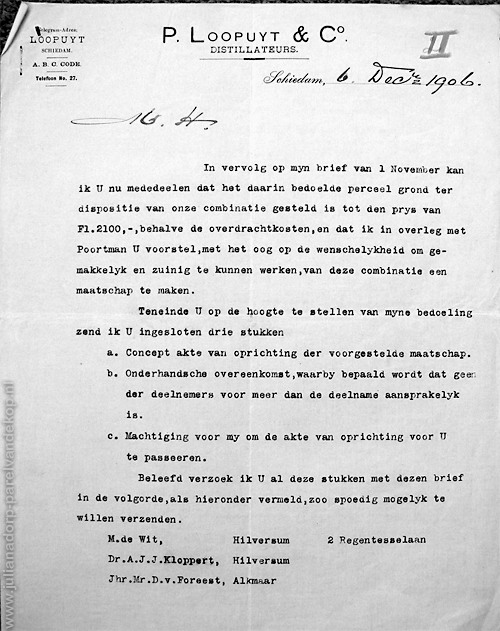 Telegram-Adres:
LOOPUYT
SCHIEDAM.
A. B. C. CODE.
Telefoon No. 27.
P. LOOPUYT & Co.
DISTILLATEURS.
II
Schiedam, 6 Decr 1906.
M. H.
In vervolg op myn brief van 1 November kan
ik U nu mededeelen dat het daarin bedoelde perceel grond ter
dispositie van onze combinatie gesteld is tot den prys van
Fl.2100,-,behalve de overdrachtkosten,en dat ik in overleg met
Poortman U voorstel,met het oog op de wenschelykheid om ge-
makkelyk en zuinig te kunnen werken,van deze combinatie een
maatschap te maken.
Teneinde U op de hoogte te stellen van myne bedoeling
zend ik U ingesloten drie stukken
a. Concept akte van oprichting der voorgestelde maatschap.
b. Onderhandsche overeenkomst,waarby bepaald wordt dat geen
der deelnemers voor meer dan de deelname aansprakelyk
is.
c. Machtiging voor my om de akte van oprichting voor U
te passeeren.
Beleefd verzoek ik U al deze stukken met dezen brief
in de volgorde,als hieronder vermeld,zoo spoedig mogelyk te
willen verzenden.
M.de Wit, Hilversum 2 Regentesselaan
Dr.A.J.J.Kloppert, Hilversum
Jhr.Mr.D.v.Foreest, Alkmaar
www.julianadorp-parelvandekop.nl